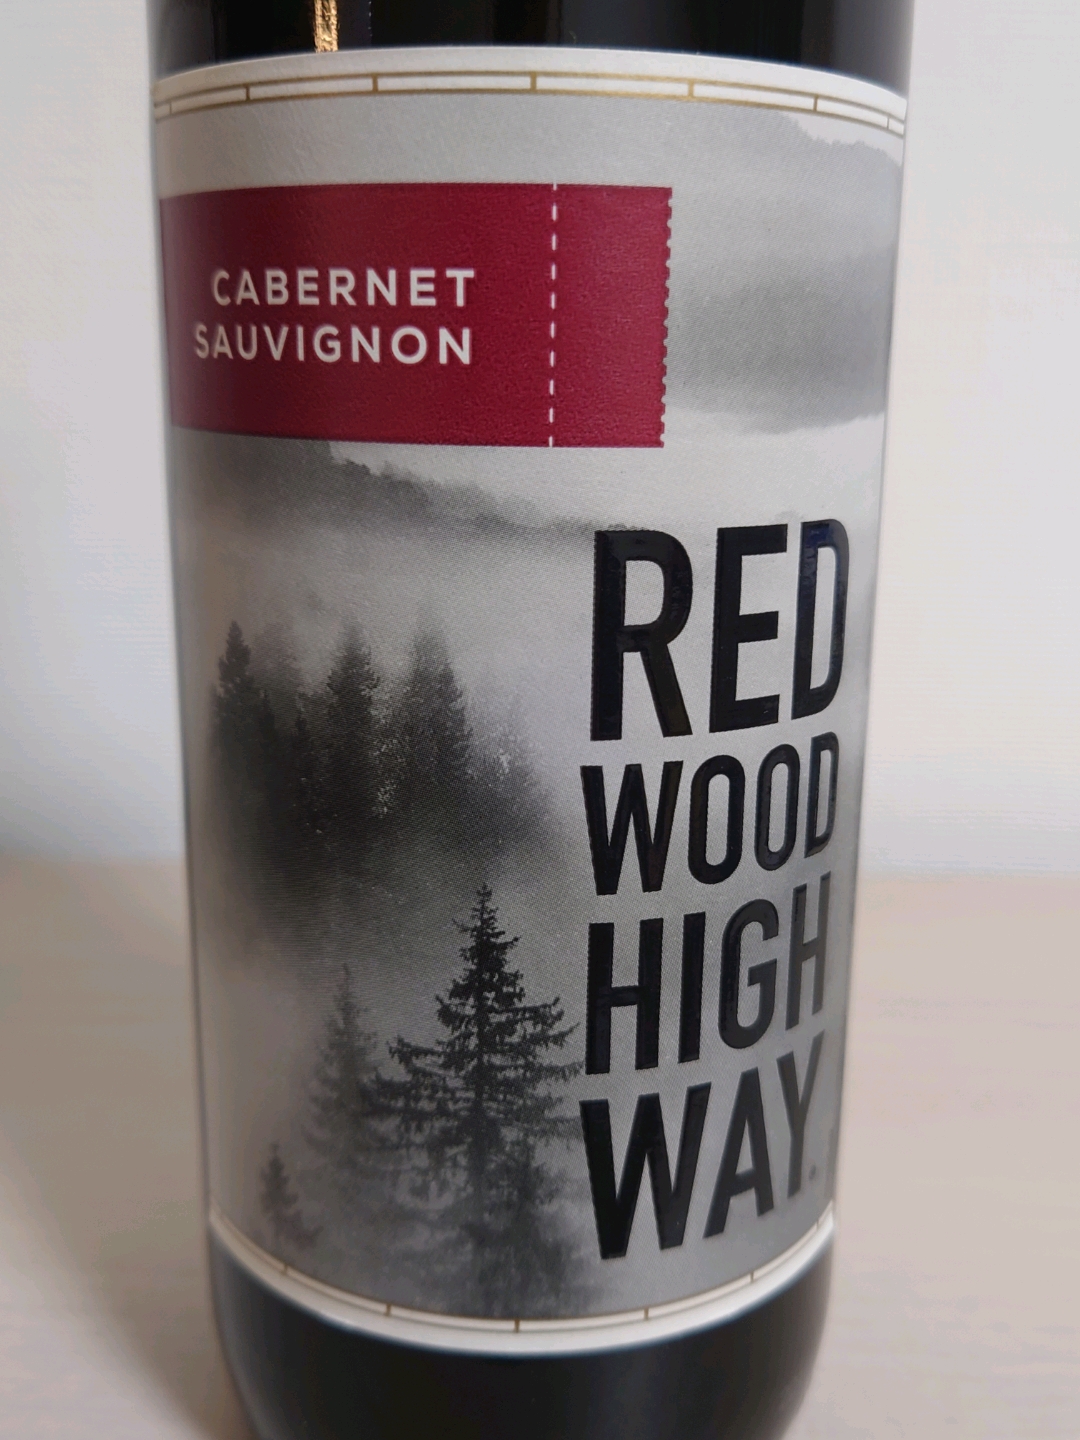 CABERNET
SAUVIGNON
RED
WOOD
HIGH
WAY.